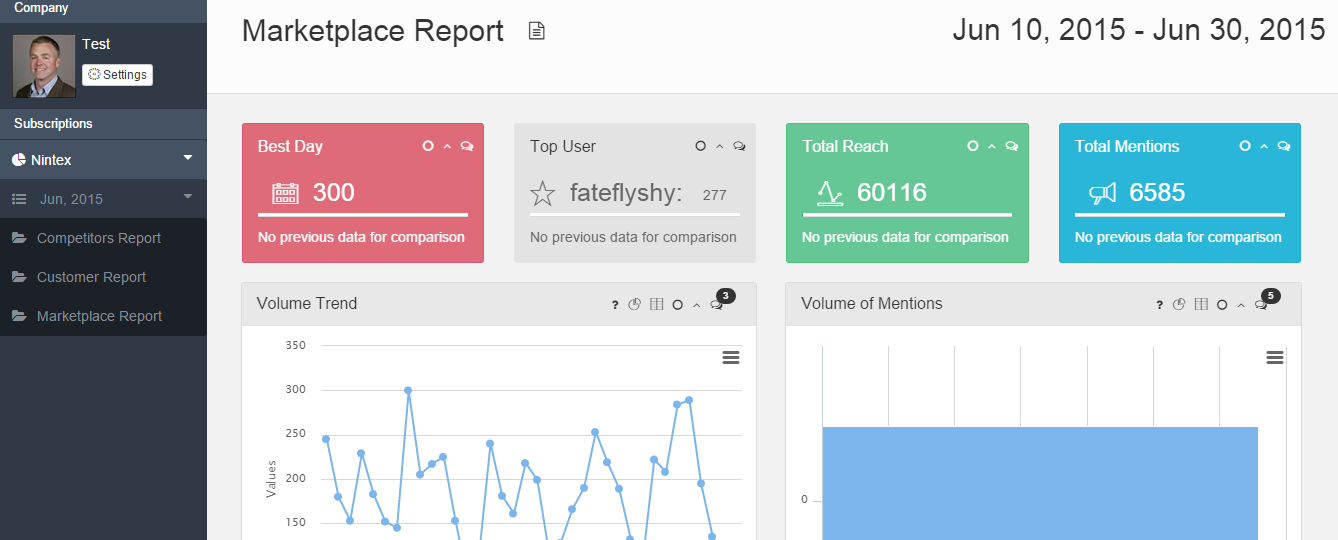 Company
Test
Settings
Subscriptions
Nintex
Jun, 2015
Competitors Report
Customer Report
Marketplace Report
Marketplace Report
Jun 10, 2015 - Jun 30, 2015
Best Day
300
No previous data for comparison
Top User
fateflyshy: 277
No previous data for comparison
Total Reach
60116
No previous data for comparison
Total Mentions
6585
No previous data for comparison
Volume Trend
? 3
350
300
250
200
150
Values
Volume of Mentions
? 5
0